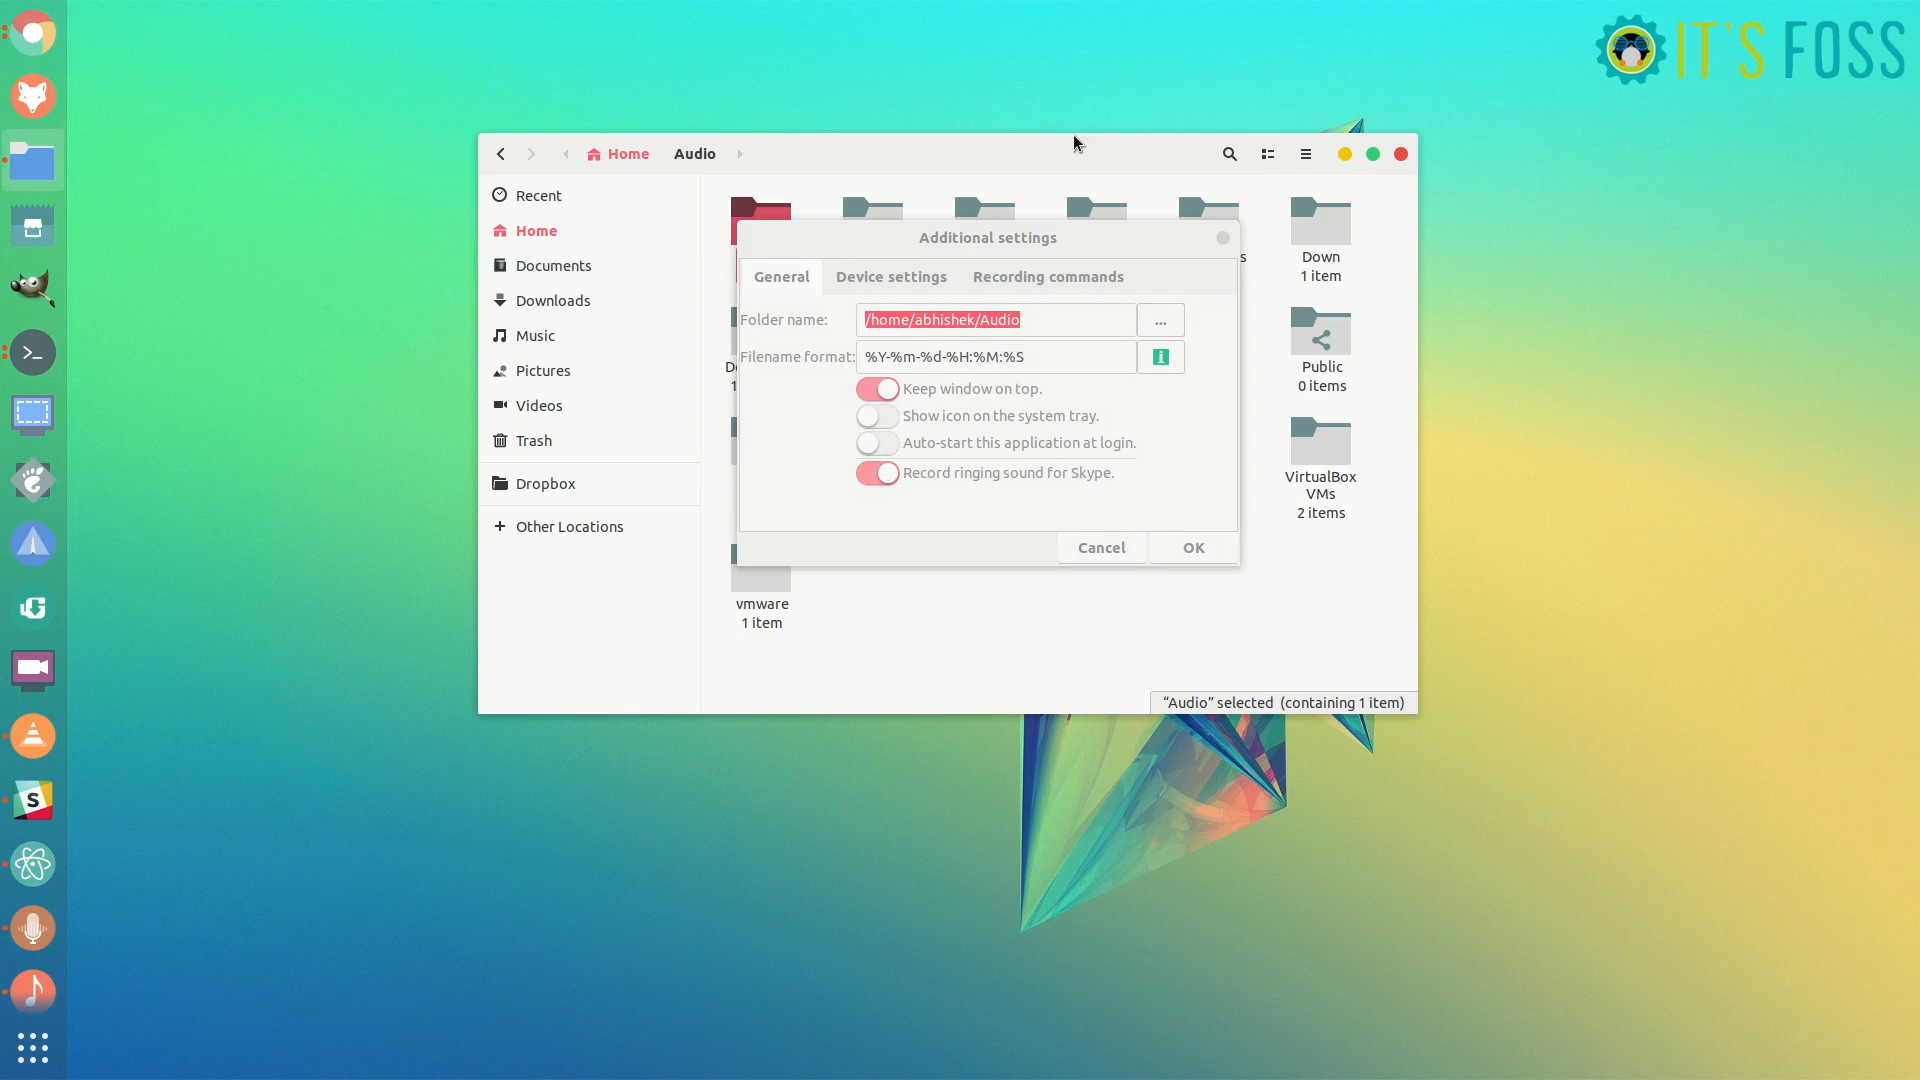 IT'S FOSS
Home Audio
Recent
Home
Documents
Downloads
Music
Pictures
Videos
Trash
Dropbox
Other Locations
Down
1 item
Public
0 items
VirtualBox
VMs
2 items
vmware
1 item
Additional settings
General Device settings Recording commands
Folder name: /home/abhishek/Audio ...
Filename format: %Y-%m-%d-%H:%M:%S
Keep window on top.
Show icon on the system tray.
Auto-start this application at login.
Record ringing sound for Skype.
Cancel OK
“Audio” selected (containing 1 item)
S